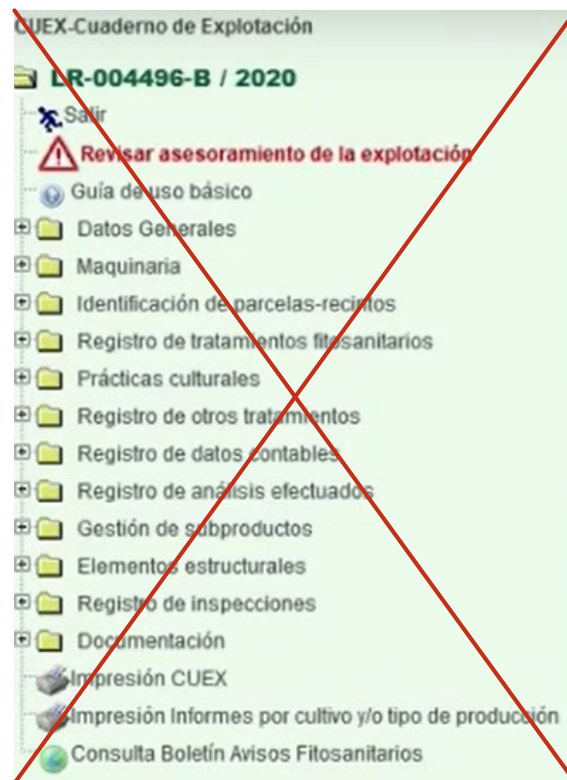 CUEX-Cuaderno de Explotación
LR-004496-B / 2020
Salir
Revisar asesoramiento de la explotación
Guía de uso básico
Datos Generales
Maquinaria
Identificación de parcelas-recintos
Registro de tratamientos fitosanitarios
Prácticas culturales
Registro de otros tratamientos
Registro de datos contables
Registro de análisis efectuados
Gestión de subproductos
Elementos estructurales
Registro de inspecciones
Documentación
Impresión CUEX
Impresión Informes por cultivo y/o tipo de producción
Consulta Boletín Avisos Fitosanitarios